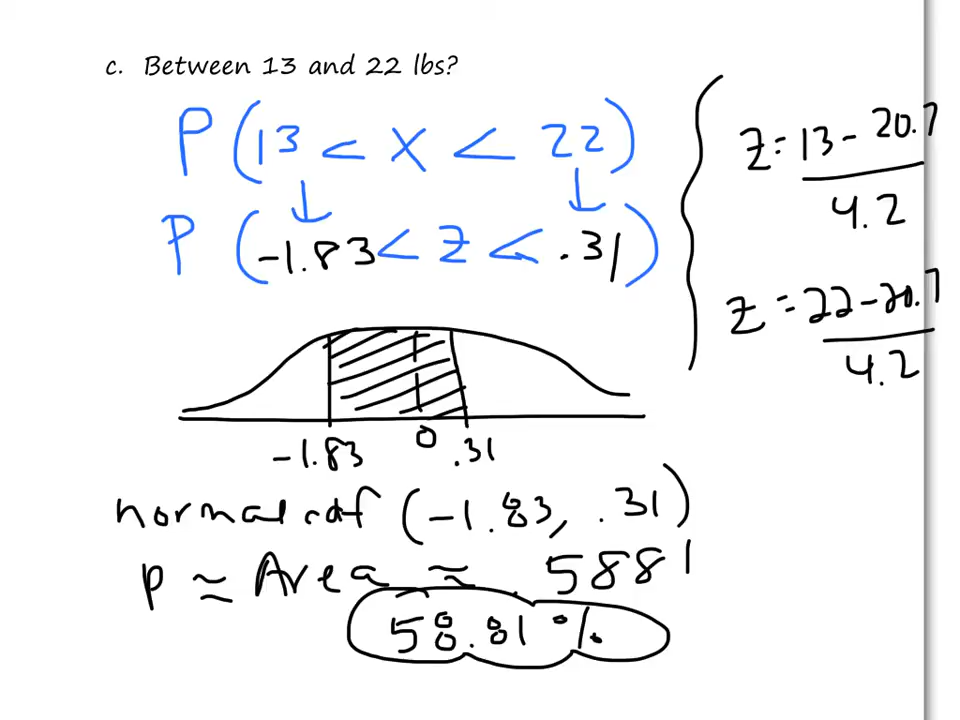 c. Between 13 and 22 lbs?
P (13 < X < 22)
P (-1.83 < Z < .31)
Z = 13 - 20.7
4.2
Z = 22 - 20.7
4.2
-1.83 0 .31
normalcdf (-1.83, .31)
P ≈ Area ≈ .5881
58.81 %